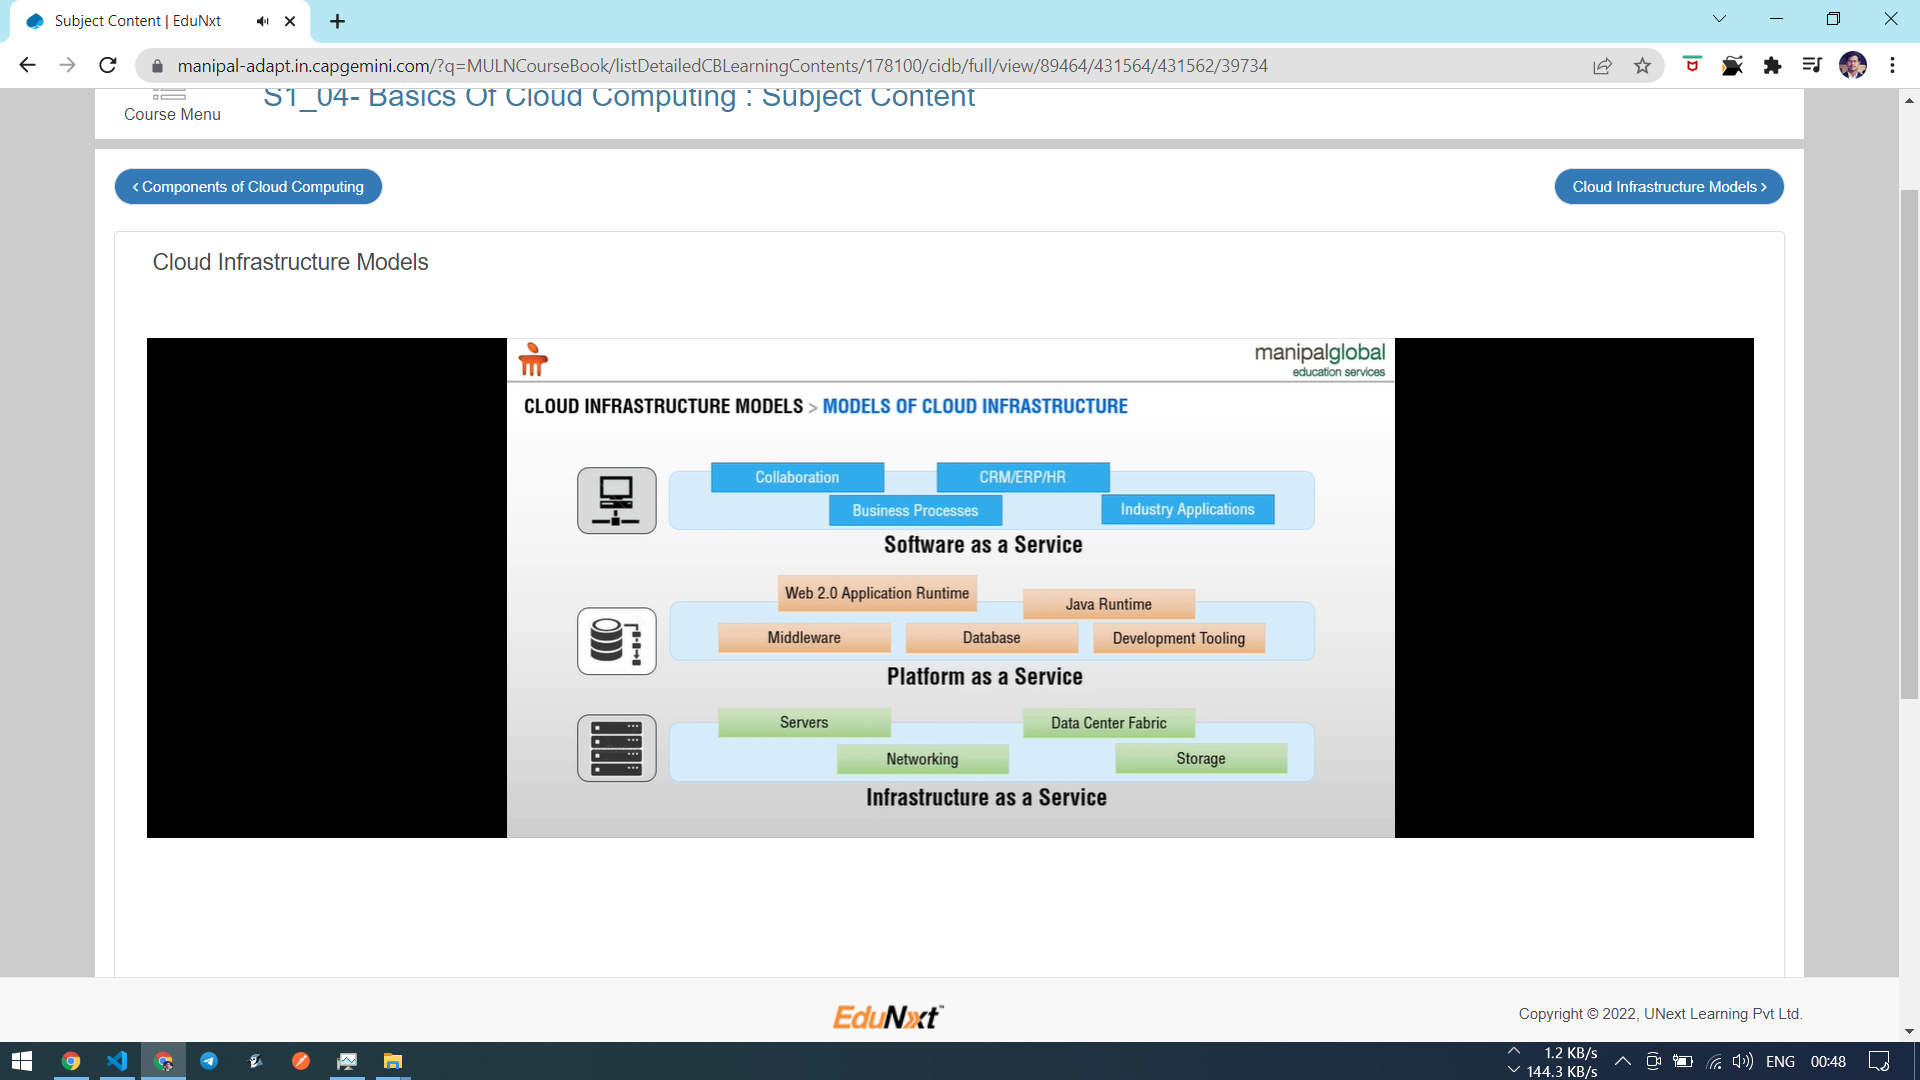 Subject Content | EduNxt
manipal-adapt.in.capgemini.com/?q=MULNCourseBook/listDetailedCBLearningContents/178100/cidb/full/view/89464/431564/431562/39734
Course Menu
S1_04- Basics Of Cloud Computing : Subject Content
< Components of Cloud Computing
Cloud Infrastructure Models >
Cloud Infrastructure Models
manipalglobal
education services
CLOUD INFRASTRUCTURE MODELS > MODELS OF CLOUD INFRASTRUCTURE
Collaboration
CRM/ERP/HR
Business Processes
Industry Applications
Software as a Service
Web 2.0 Application Runtime
Java Runtime
Middleware
Database
Development Tooling
Platform as a Service
Servers
Data Center Fabric
Networking
Storage
Infrastructure as a Service
EduNxt™
Copyright © 2022, UNext Learning Pvt Ltd.
1.2 KB/s
144.3 KB/s
ENG
00:48